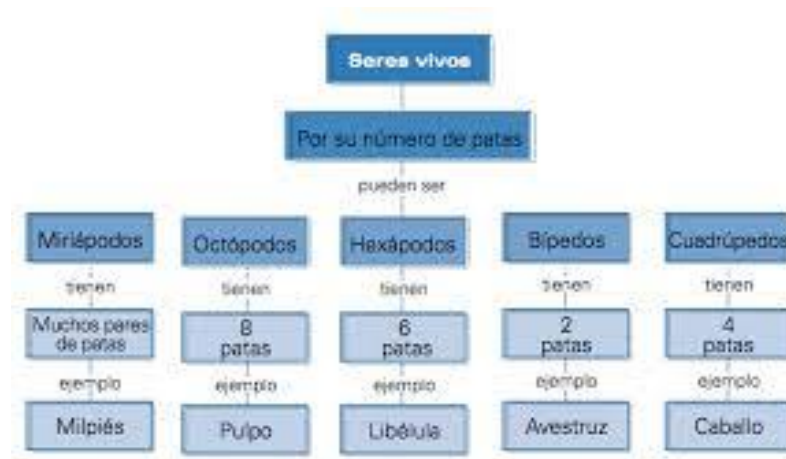 Seres vivos
Por su número de patas
pueden ser
Miriápodos
Octópodos
Hexápodos
Bípedos
Cuadrúpedos
tienen
tienen
tienen
tienen
tienen
Muchos pares
de patas
8
patas
6
patas
2
patas
4
patas
ejemplo
ejemplo
ejemplo
ejemplo
ejemplo
Milpiés
Pulpo
Libélula
Avestruz
Caballo